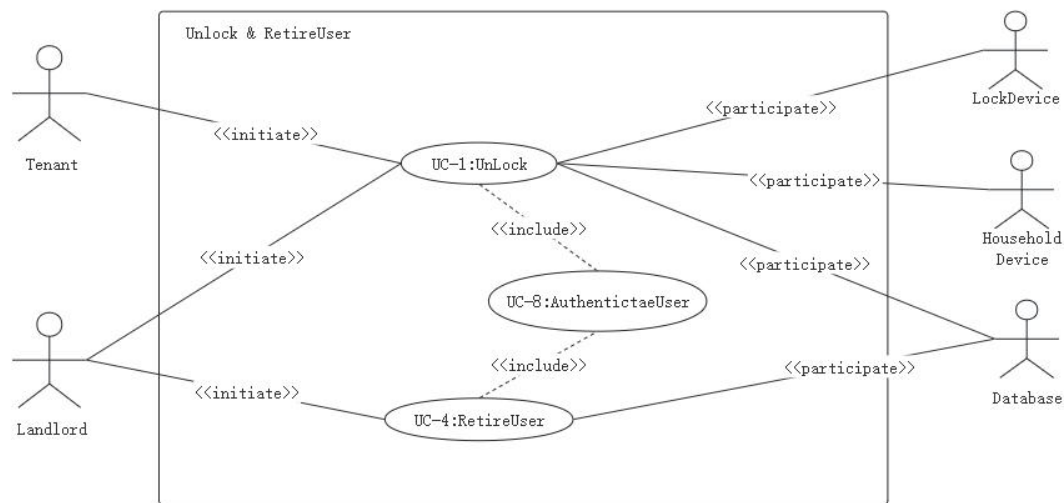 Unlock & RetireUser
LockDevice
<<participate>>
<<initiate>>
Tenant
UC-1:UnLock
<<participate>>
<<include>>
Household
Device
<<initiate>>
<<participate>>
UC-8:AuthentictaeUser
<<include>>
<<participate>>
<<initiate>>
Database
UC-4:RetireUser
Landlord